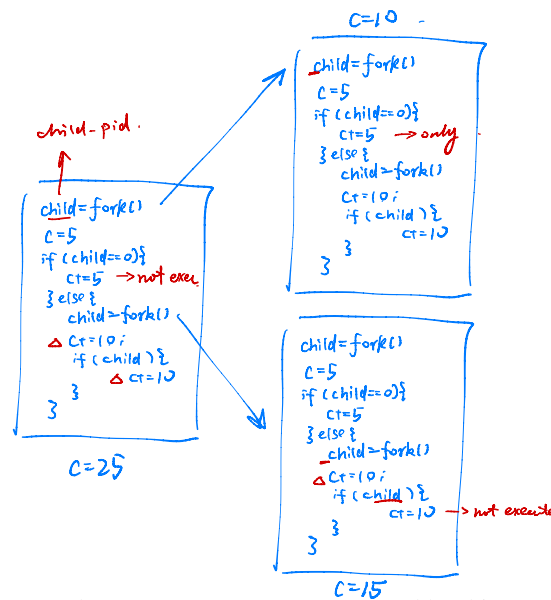 child-pid.
child=fork()
c=5
if (child==0){
c+=5 → not exec
} else {
child=fork()
△ c+=10;
if (child) {
△ c+=10
}
}
c=25
c=10
child=fork()
c=5
if (child==0){
c+=5 → only
} else {
child=fork()
c+=10;
if (child) {
c+=10
}
}
child=fork()
c=5
if (child==0){
c+=5
} else {
child=fork()
△ c+=10;
if (child) {
c+=10 → not execute
}
}
c=15